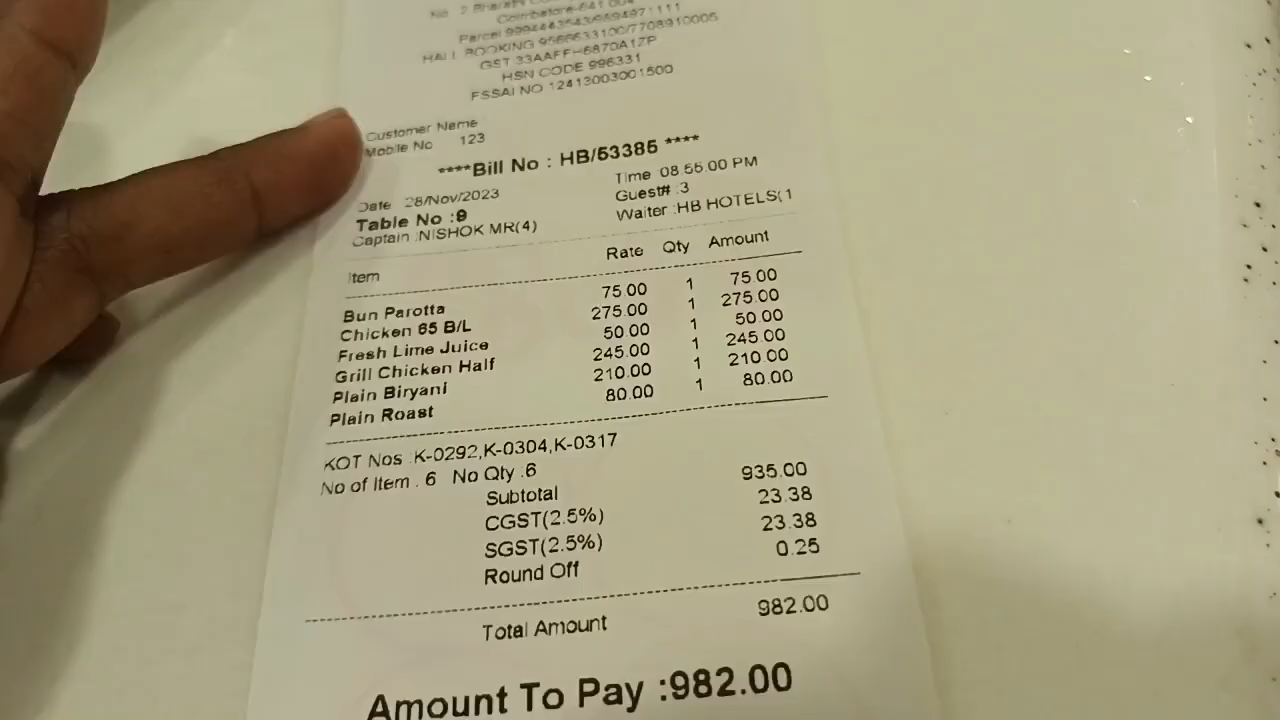 No 2 Bharathi
Coimbatore-641 004
Parcel 9994443543/9894971111
HALL BOOKING 9566633100/7708910005
GST 33AAFFH6870A1ZP
HSN CODE 996331
FSSAI NO 12413003001500
Customer Name
Mobile No 123
****Bill No : HB/53385 ****
Date 28/Nov/2023 Time 08:55:00 PM
Table No :9 Guest# :3
Captain :NISHOK MR(4) Waiter :HB HOTELS(1
Item Rate Qty Amount
Bun Parotta 75.00 1 75.00
Chicken 65 B/L 275.00 1 275.00
Fresh Lime Juice 50.00 1 50.00
Grill Chicken Half 245.00 1 245.00
Plain Biryani 210.00 1 210.00
Plain Roast 80.00 1 80.00
KOT Nos :K-0292,K-0304,K-0317
No of Item : 6 No Qty :6
Subtotal 935.00
CGST(2.5%) 23.38
SGST(2.5%) 23.38
Round Off 0.25
Total Amount 982.00
Amount To Pay :982.00